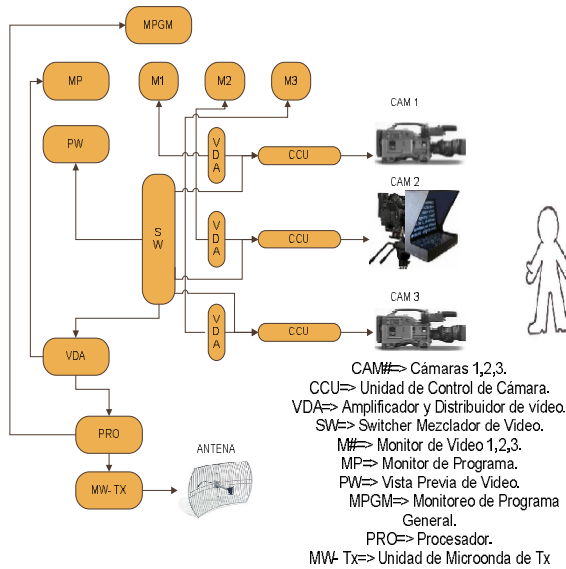 MPGM
MP
M1
M2
M3
PW
CAM 1
V
D
A
CCU
CAM 2
S
W
V
D
A
CCU
CAM 3
V
D
A
CCU
VDA
PRO
MW- TX
ANTENA
CAM#=> Cámaras 1,2,3.
CCU=> Unidad de Control de Cámara.
VDA=> Amplificador y Distribuidor de vídeo.
SW=> Switcher Mezclador de Video.
M#=> Monitor de Video 1,2,3.
MP=> Monitor de Programa.
PW=> Vista Previa de Video.
MPGM=> Monitoreo de Programa
General.
PRO=> Procesador.
MW- Tx=> Unidad de Microonda de Tx